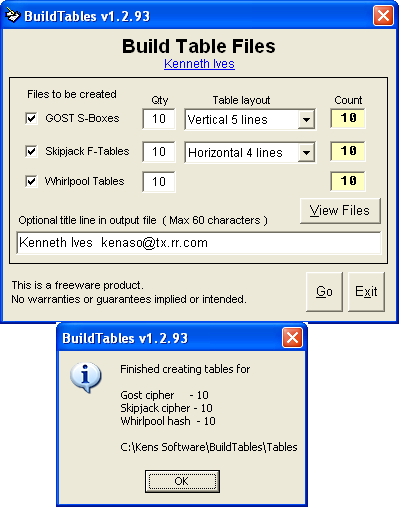 BuildTables v1.2.93
Build Table Files
Kenneth Ives
Files to be created Qty Table layout Count
GOST S-Boxes 10 Vertical 5 lines 10
Skipjack F-Tables 10 Horizontal 4 lines 10
Whirlpool Tables 10 10
View Files
Optional title line in output file ( Max 60 characters )
Kenneth Ives kenaso@tx.rr.com
This is a freeware product.
No warranties or guarantees implied or intended.
Go Exit
BuildTables v1.2.93
Finished creating tables for
Gost cipher - 10
Skipjack cipher - 10
Whirlpool hash - 10
C:\Kens Software\BuildTables\Tables
OK